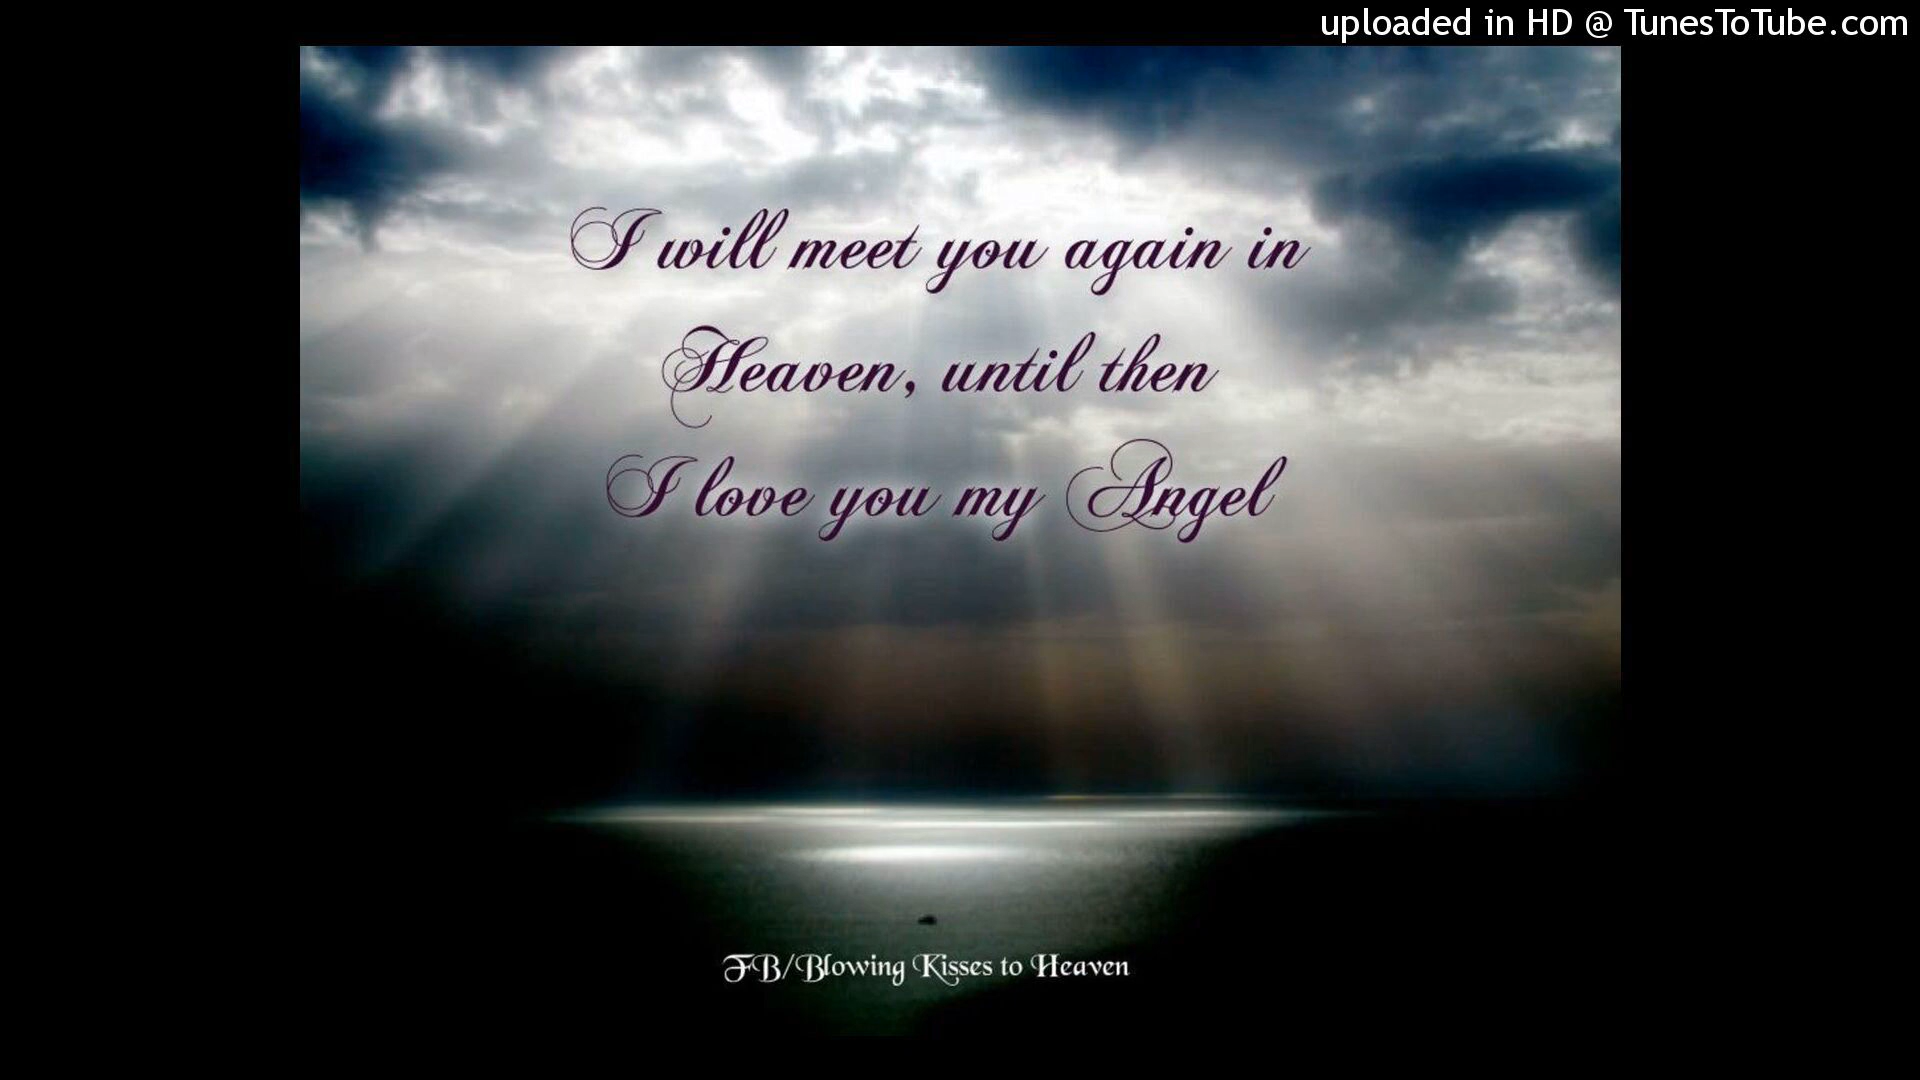 uploaded in HD @ TunesToTube.com
I will meet you again in
Heaven, until then
I love you my Angel
FB/Blowing Kisses to Heaven